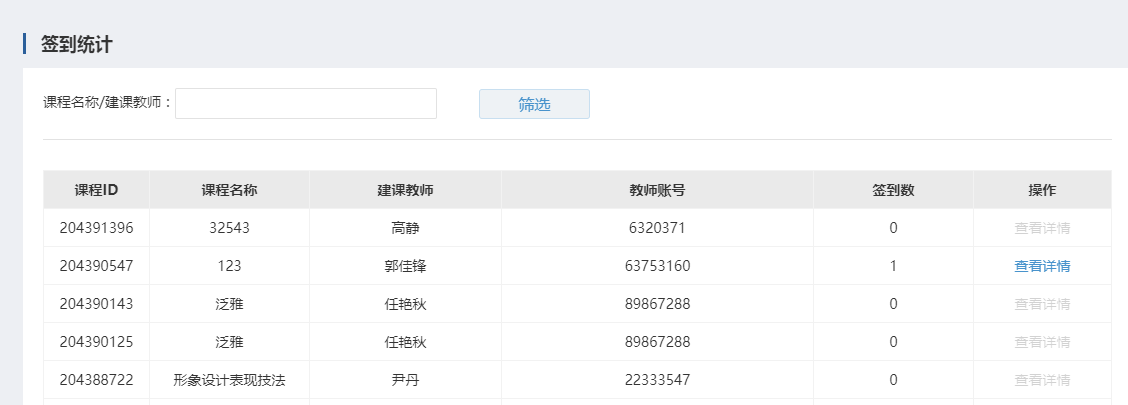 签到统计
课程名称/建课教师：
筛选
课程ID 课程名称 建课教师 教师账号 签到数 操作
204391396 32543 高静 6320371 0 查看详情
204390547 123 郭佳锋 63753160 1 查看详情
204390143 泛雅 任艳秋 89867288 0 查看详情
204390125 泛雅 任艳秋 89867288 0 查看详情
204388722 形象设计表现技法 尹丹 22333547 0 查看详情